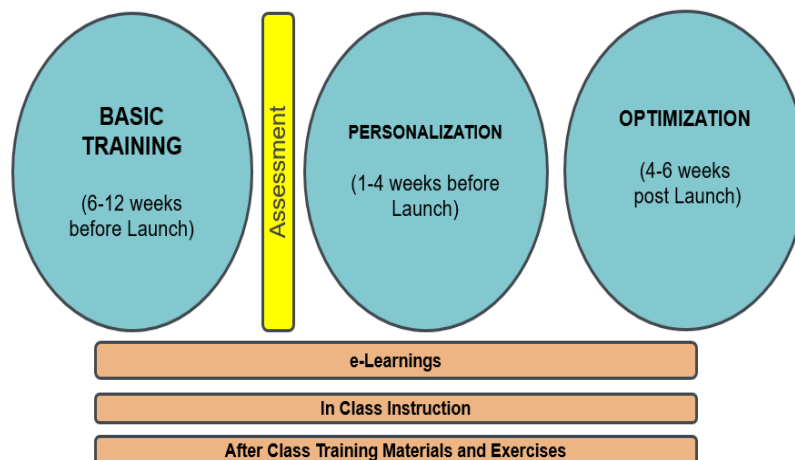 BASIC
TRAINING
(6-12 weeks
before Launch)
Assessment
PERSONALIZATION
(1-4 weeks before
Launch)
OPTIMIZATION
(4-6 weeks
post Launch)
e-Learnings
In Class Instruction
After Class Training Materials and Exercises